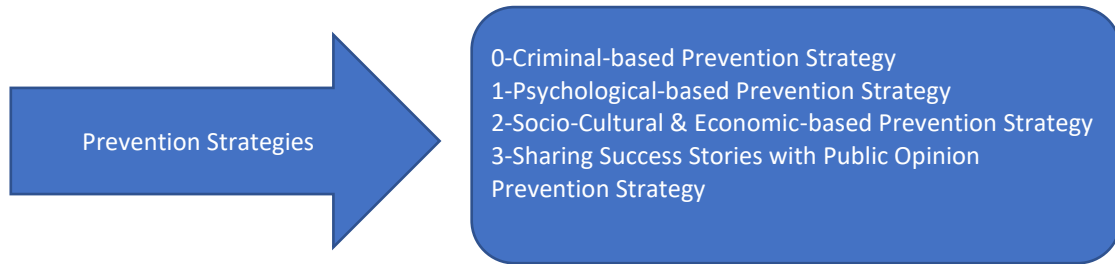 Prevention Strategies
0-Criminal-based Prevention Strategy
1-Psychological-based Prevention Strategy
2-Socio-Cultural & Economic-based Prevention Strategy
3-Sharing Success Stories with Public Opinion
Prevention Strategy